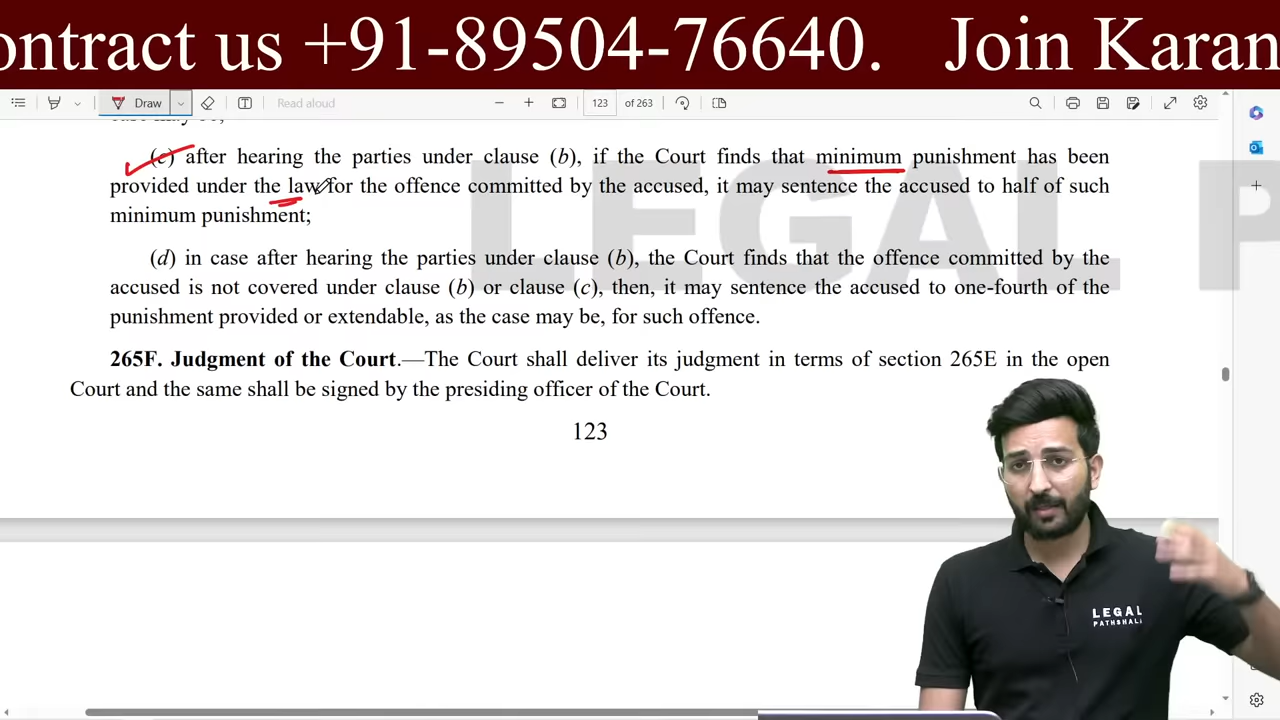 ontract us +91-89504-76640. Join Karan
Draw
Read aloud
123
of 263
(c) after hearing the parties under clause (b), if the Court finds that minimum punishment has been
provided under the law for the offence committed by the accused, it may sentence the accused to half of such
minimum punishment;
(d) in case after hearing the parties under clause (b), the Court finds that the offence committed by the
accused is not covered under clause (b) or clause (c), then, it may sentence the accused to one-fourth of the
punishment provided or extendable, as the case may be, for such offence.
265F. Judgment of the Court.—The Court shall deliver its judgment in terms of section 265E in the open
Court and the same shall be signed by the presiding officer of the Court.
123
LEGAL P
LEGAL
PATHSHALA